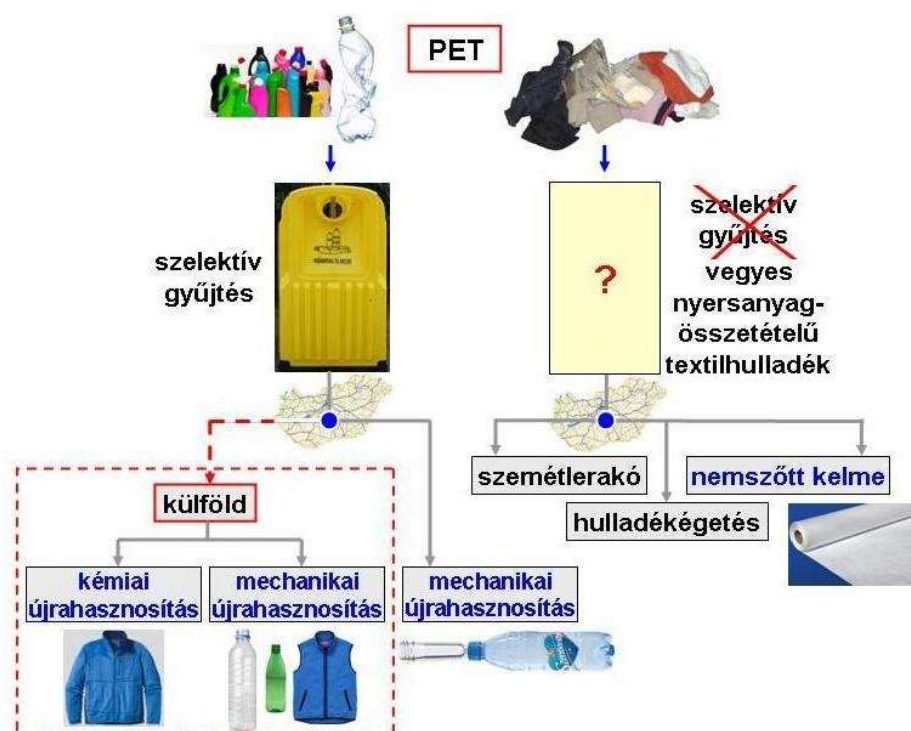 PET
szelektív
gyűjtés
?
szelektív
gyűjtés
vegyes
nyersanyag-
összetételű
textilhulladék
külföld
kémiai
újrahasznosítás
mechanikai
újrahasznosítás
mechanikai
újrahasznosítás
szemétlerakó
hulladékégetés
nemszőtt kelme